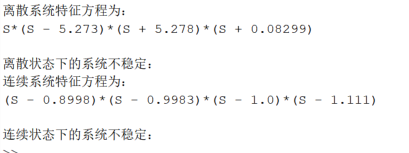 离散系统特征方程为:
S*(S - 5.273)*(S + 5.278)*(S + 0.08299)
离散状态下的系统不稳定:
连续系统特征方程为:
(S - 0.8998)*(S - 0.9983)*(S - 1.0)*(S - 1.111)
连续状态下的系统不稳定:
>>